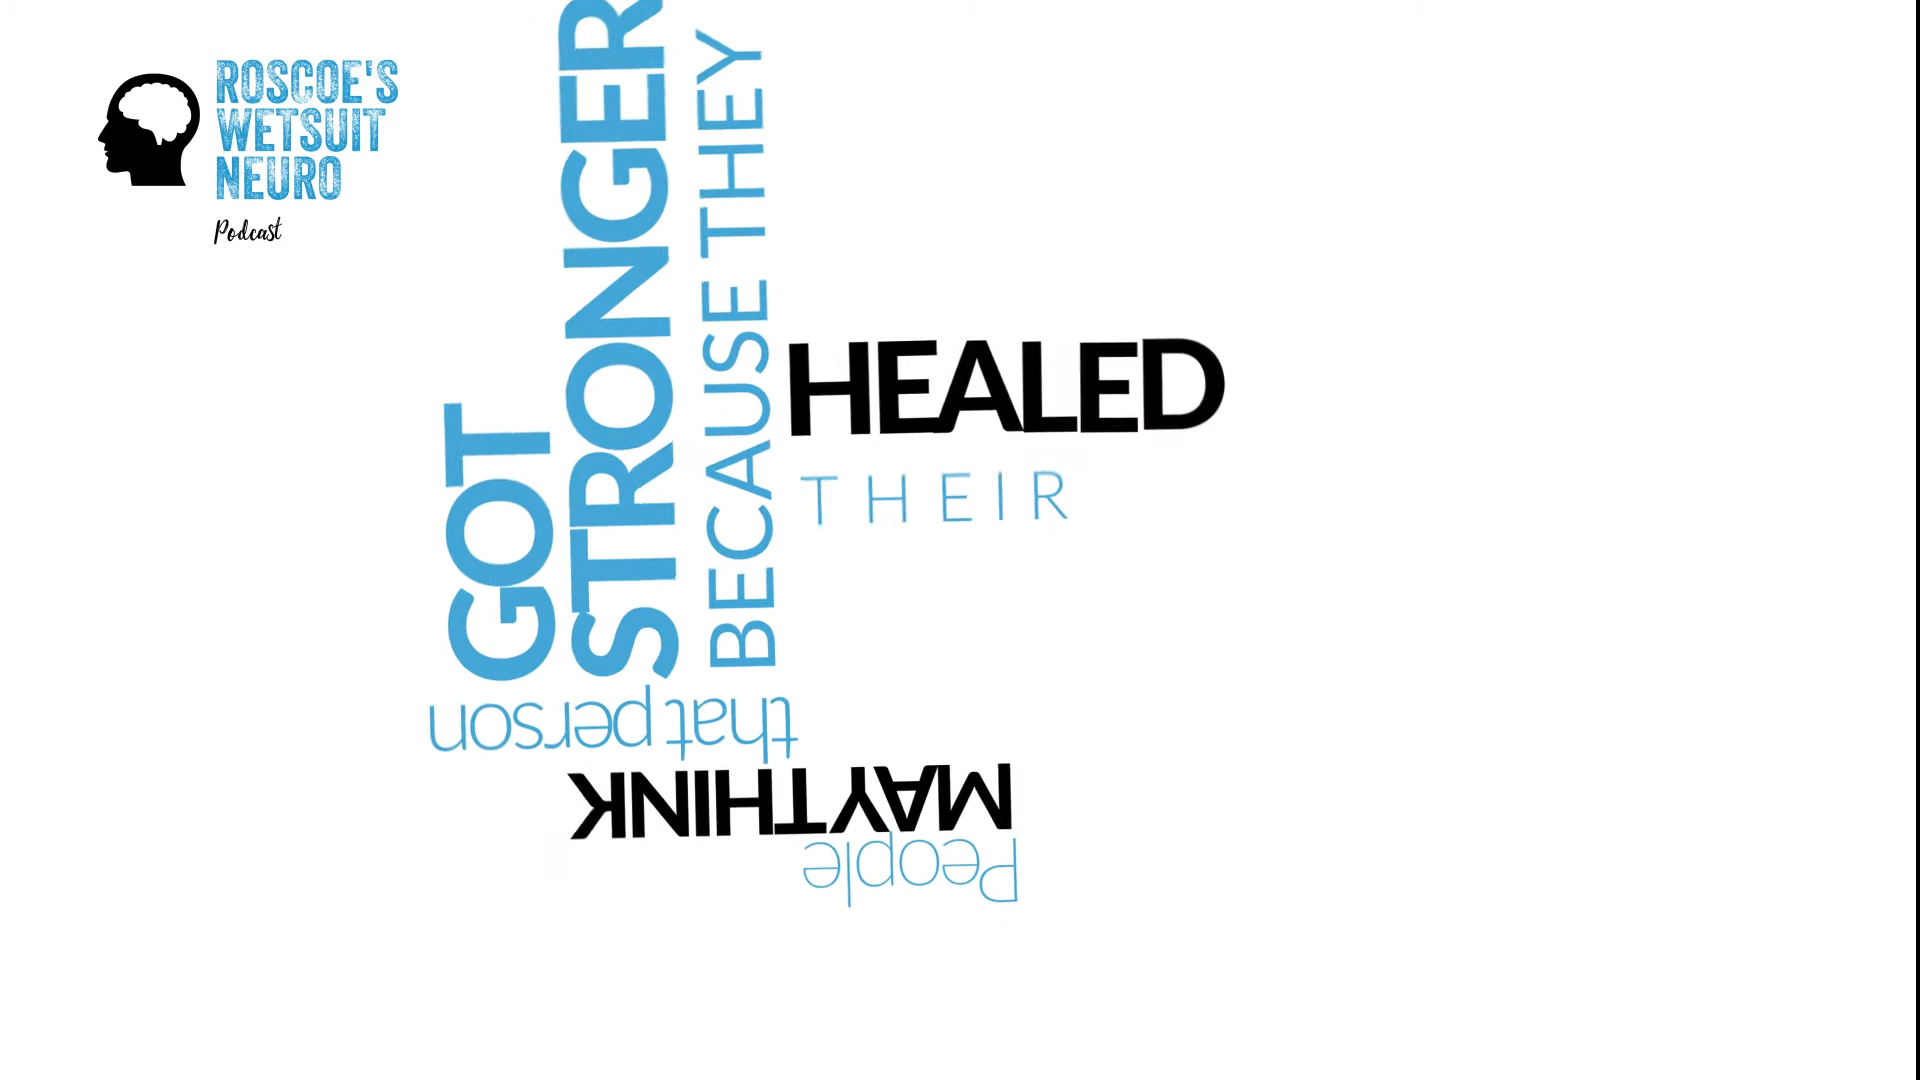 ROSCOE'S
WETSUIT
NEURO
Podcast
People
MAY THINK
that person
GOT
STRONGER
BECAUSE THEY
HEALED
THEIR